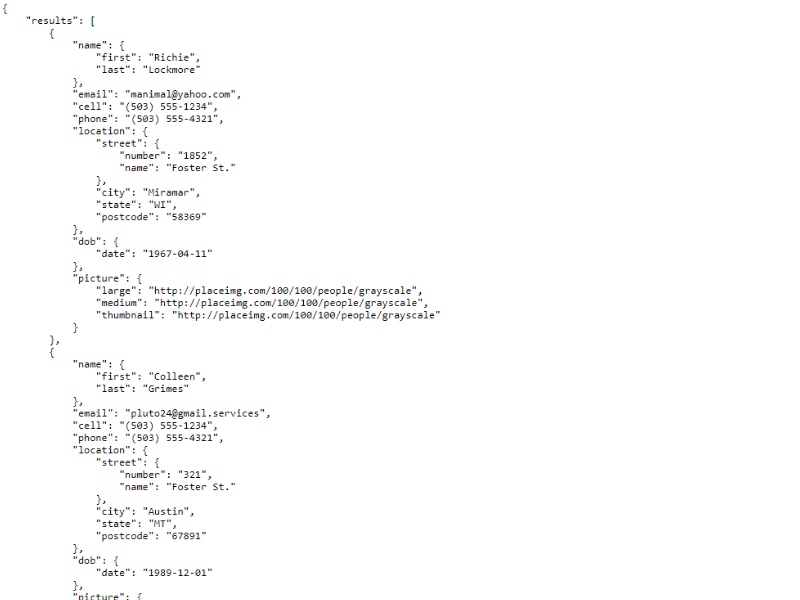 {
    "results": [
        {
            "name": {
                "first": "Richie",
                "last": "Lockmore"
            },
            "email": "manimal@yahoo.com",
            "cell": "(503) 555-1234",
            "phone": "(503) 555-4321",
            "location": {
                "street": {
                    "number": "1852",
                    "name": "Foster St."
                },
                "city": "Miramar",
                "state": "WI",
                "postcode": "58369"
            },
            "dob": {
                "date": "1967-04-11"
            },
            "picture": {
                "large": "http://placeimg.com/100/100/people/grayscale",
                "medium": "http://placeimg.com/100/100/people/grayscale",
                "thumbnail": "http://placeimg.com/100/100/people/grayscale"
            }
        },
        {
            "name": {
                "first": "Colleen",
                "last": "Grimes"
            },
            "email": "pluto24@gmail.services",
            "cell": "(503) 555-1234",
            "phone": "(503) 555-4321",
            "location": {
                "street": {
                    "number": "321",
                    "name": "Foster St."
                },
                "city": "Austin",
                "state": "MT",
                "postcode": "67891"
            },
            "dob": {
                "date": "1989-12-01"
            },
            "picture": {